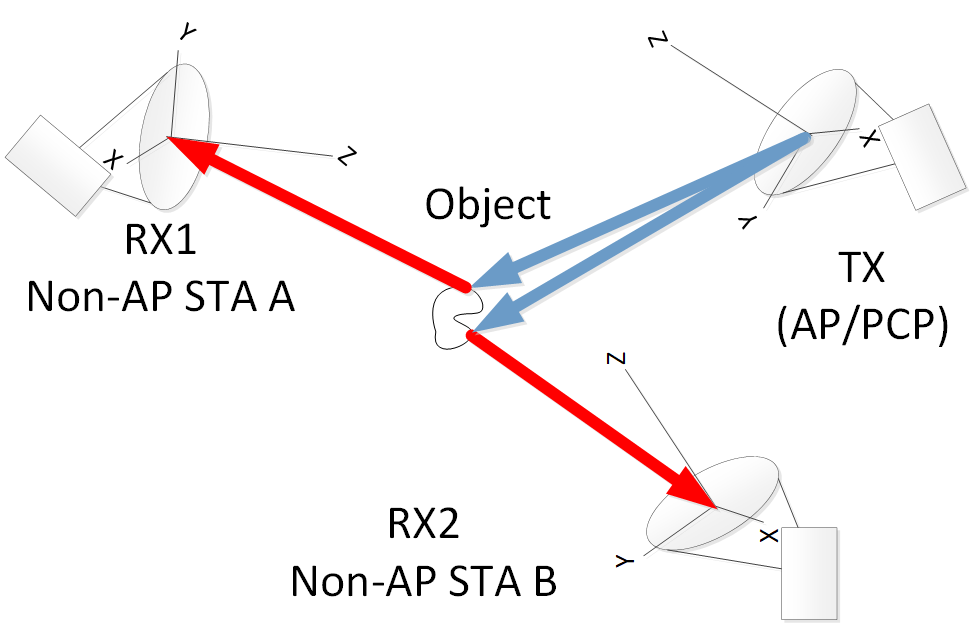 Y
X
Z
RX1
Non-AP STA A
Object
Z
X
Y
TX
(AP/PCP)
Z
Y
X
RX2
Non-AP STA B